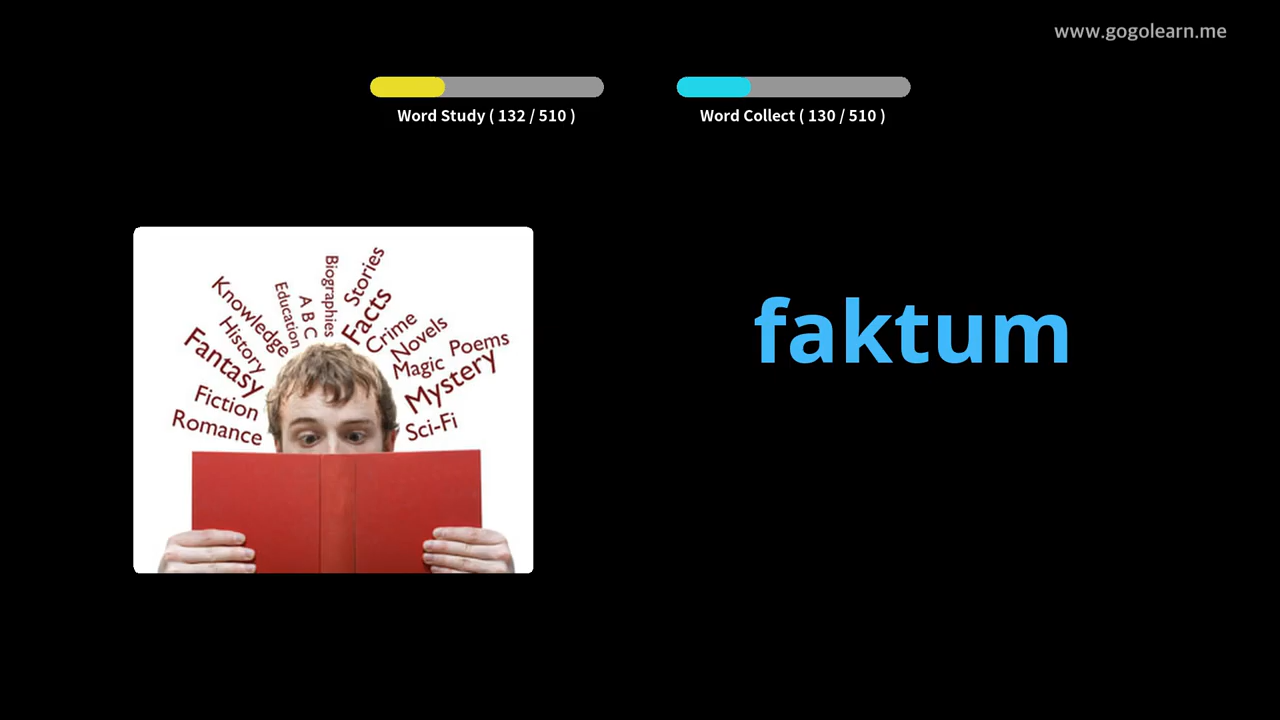 www.gogolearn.me
Word Study ( 132 / 510 )
Word Collect ( 130 / 510 )
faktum
Romance
Fiction
Fantasy
History
Knowledge
Education
A B C
Biographies
Stories
Facts
Crime
Novels
Magic
Poems
Mystery
Sci-Fi